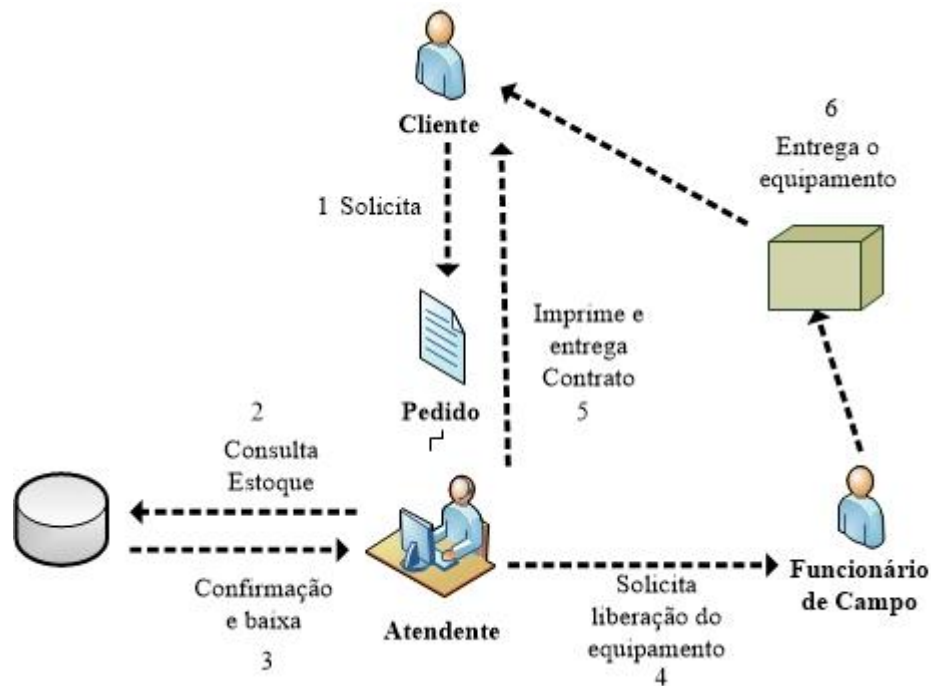 Cliente
1 Solicita
6
Entrega o
equipamento
Imprime e
entrega
Contrato
5
Pedido
2
Consulta
Estoque
Confirmação
e baixa
3
Atendente
Solicita
liberação do
equipamento
4
Funcionário
de Campo